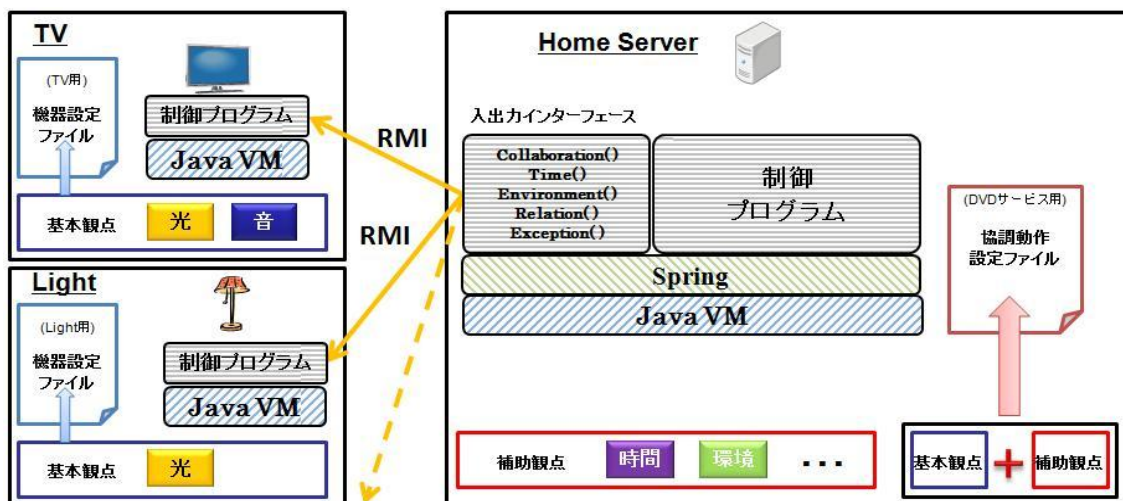 TV
(TV用)
機器設定
ファイル
制御プログラム
Java VM
基本観点
光
音
Light
(Light用)
機器設定
ファイル
制御プログラム
Java VM
基本観点
光
RMI
RMI
Home Server
入出力インターフェース
Collaboration()
Time()
Environment()
Relation()
Exception()
制御
プログラム
Spring
Java VM
(DVDサービス用)
協調動作
設定ファイル
補助観点
時間
環境
...
基本観点
+
補助観点